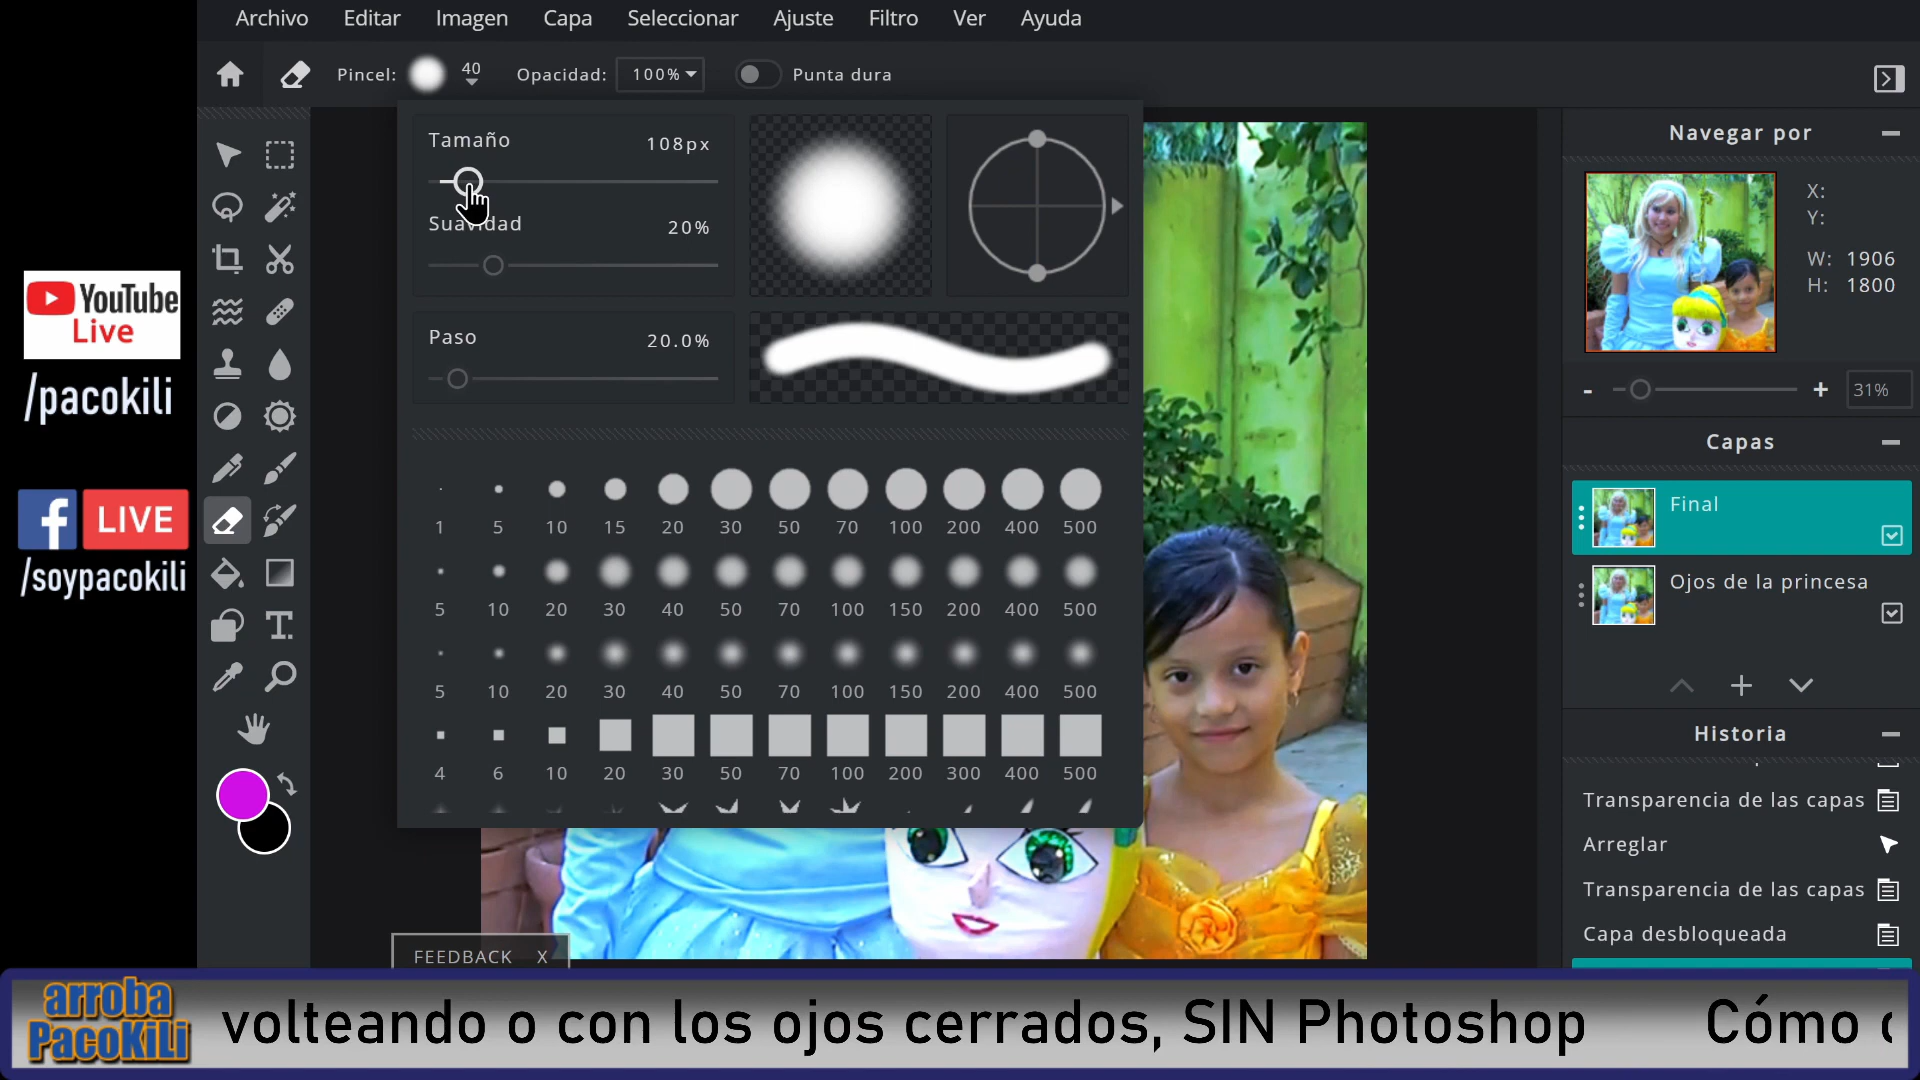 Archivo Editar Imagen Capa Seleccionar Ajuste Filtro Ver Ayuda
Pincel: 40 Opacidad: 100% Punta dura
Tamaño 108px
Suavidad 20%
Paso 20.0%
1 5 10 15 20 30 50 70 100 200 400 500
5 10 20 30 40 50 70 100 150 200 400 500
5 10 20 30 40 50 70 100 150 200 400 500
4 6 10 20 30 50 70 100 200 300 400 500
FEEDBACK X
YouTube
Live
/pacokili
f LIVE
/soypacokili
T
Navegar por
X:
Y:
W: 1906
H: 1800
- + 31%
Capas
Final
Ojos de la princesa
Historia
Transparencia de las capas
Arreglar
Transparencia de las capas
Capa desbloqueada
arroba
PacoKiLi
volteando o con los ojos cerrados, SIN Photoshop Cómo